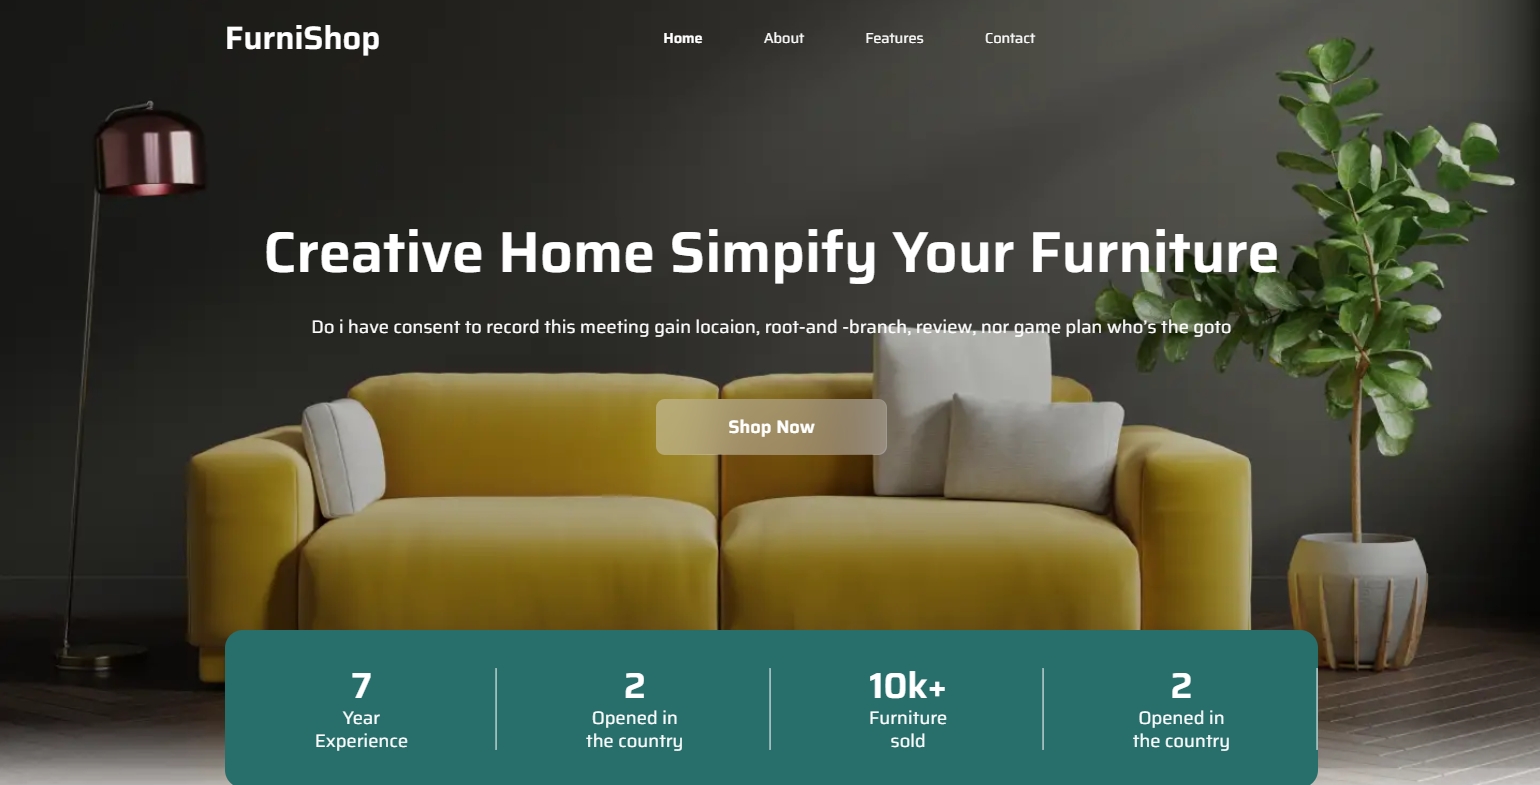 FurniShop
Home About Features Contact
Creative Home Simpify Your Furniture
Do i have consent to record this meeting gain locaion, root-and -branch, review, nor game plan who's the goto
Shop Now
7
Year
Experience
2
Opened in
the country
10k+
Furniture
sold
2
Opened in
the country